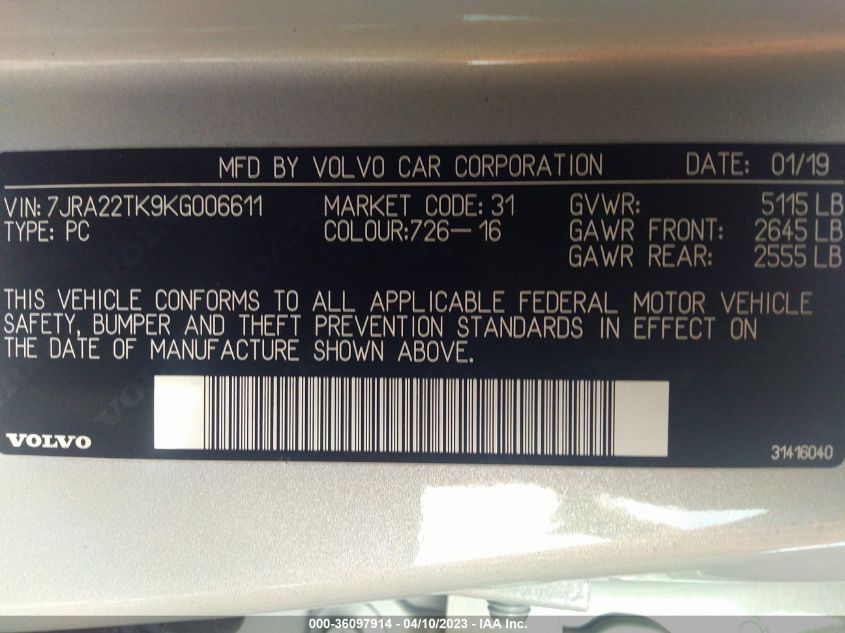 MFD BY VOLVO CAR CORPORATION DATE: 01/19
VIN: 7JRA22TK9KG006611 MARKET CODE: 31 GVWR: 5115 LB
TYPE: PC COLOUR:726-16 GAWR FRONT: 2645 LB
GAWR REAR: 2555 LB
THIS VEHICLE CONFORMS TO ALL APPLICABLE FEDERAL MOTOR VEHICLE
SAFETY, BUMPER AND THEFT PREVENTION STANDARDS IN EFFECT ON
THE DATE OF MANUFACTURE SHOWN ABOVE.
VOLVO
31416040
000-36097914 - 04/10/2023 - IAA Inc.